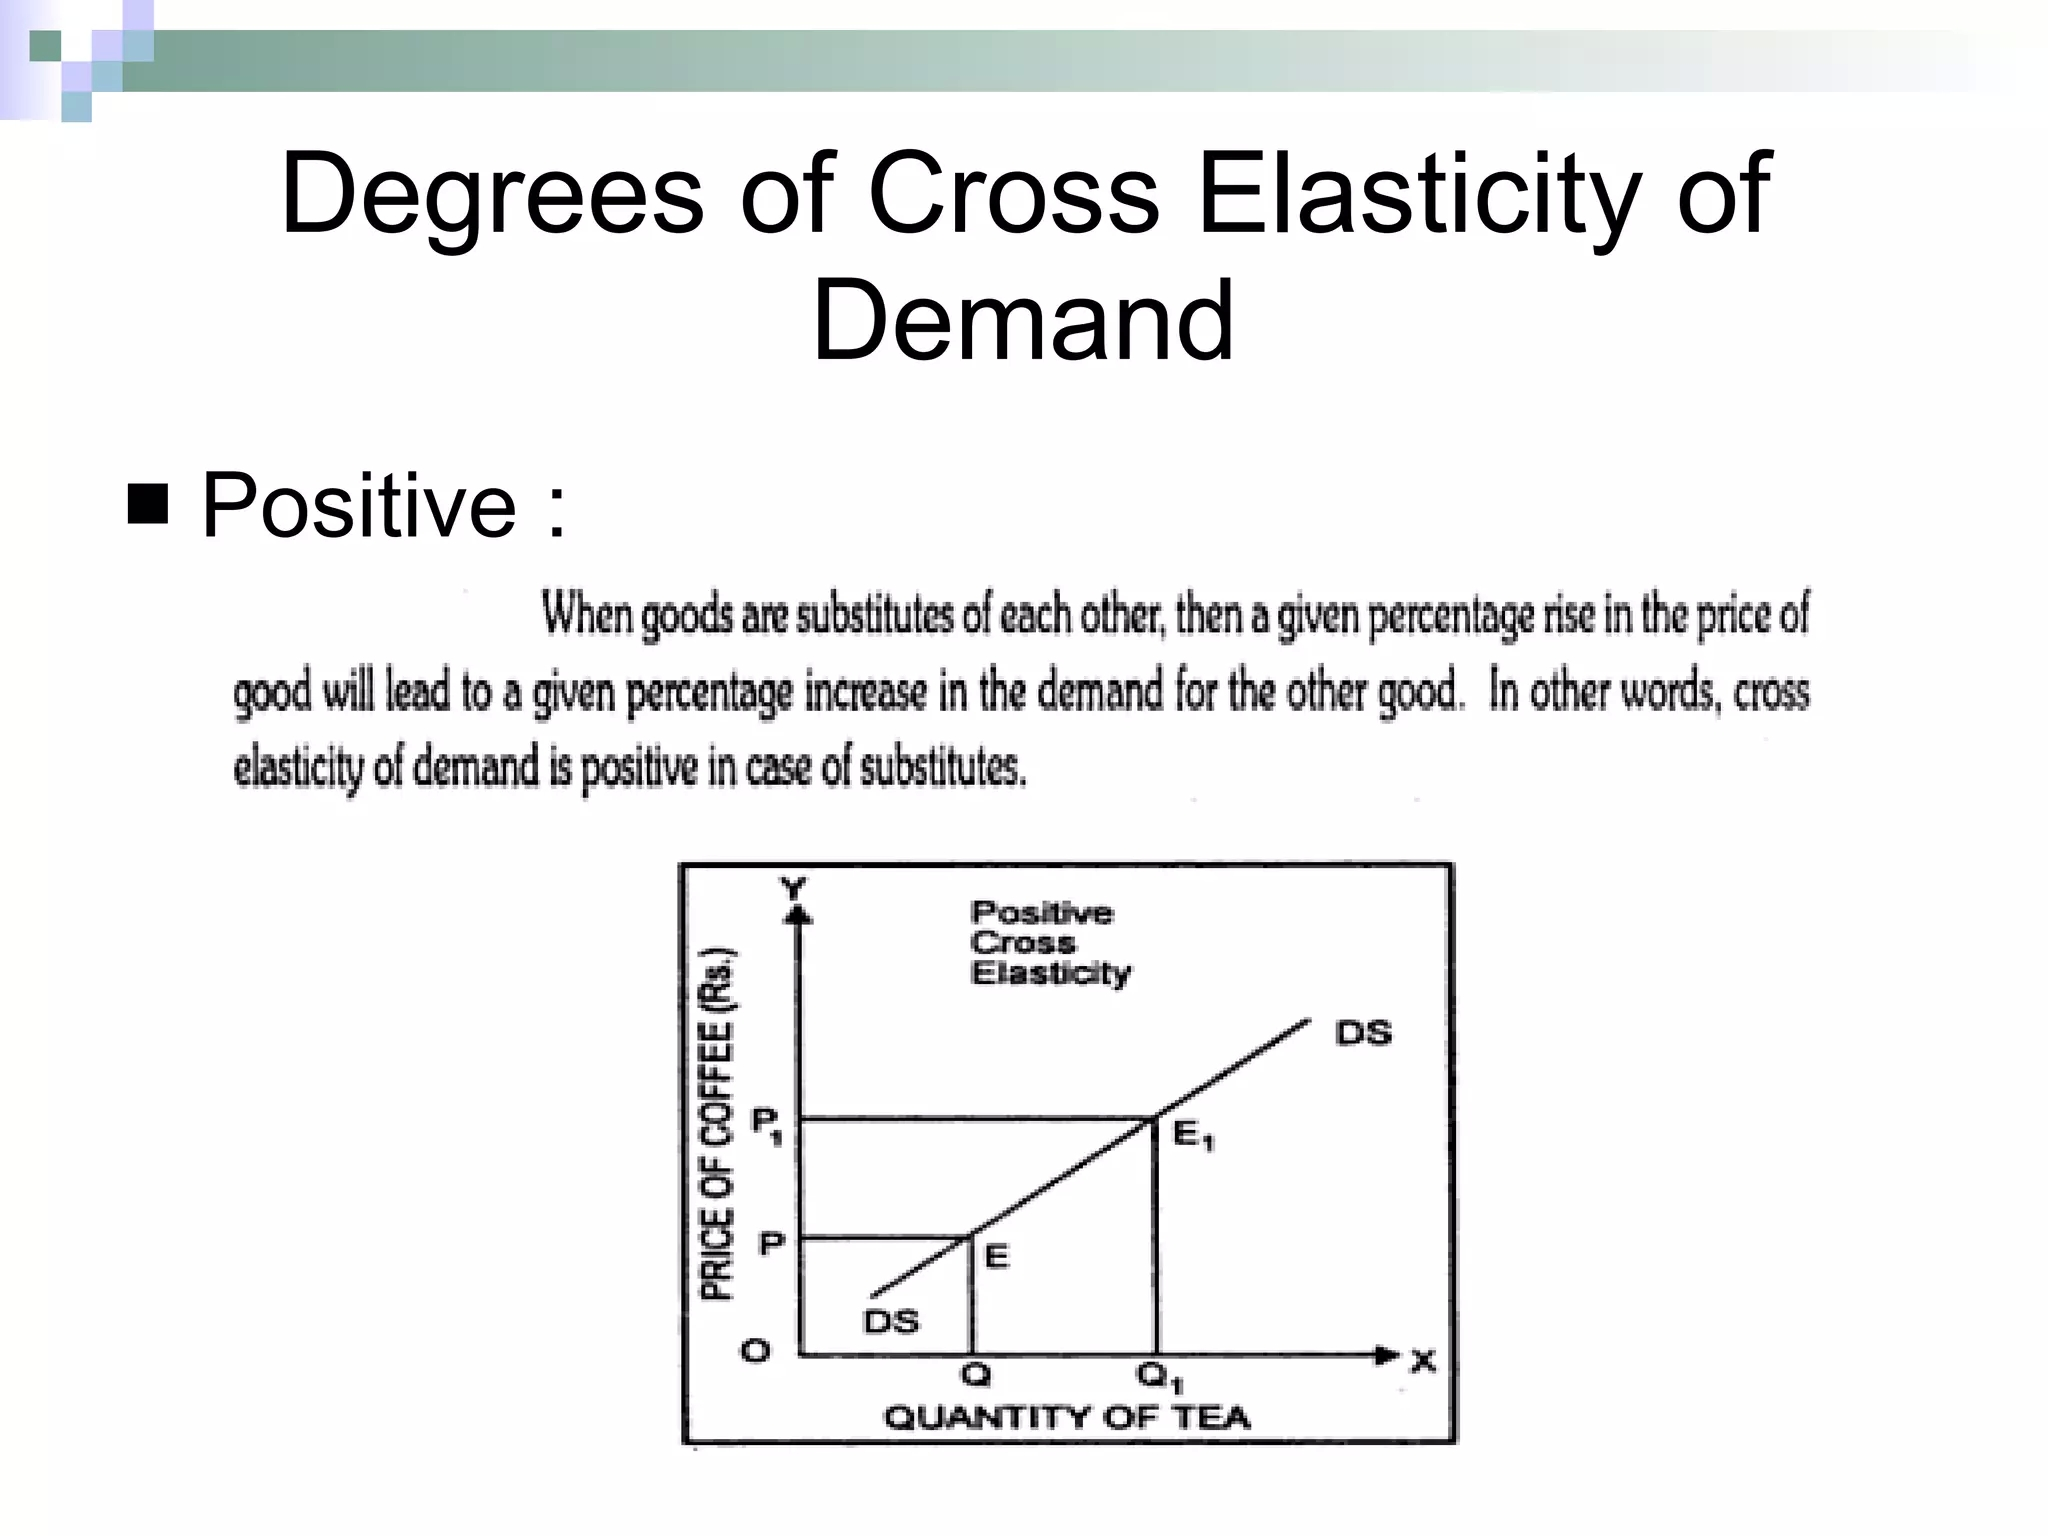 Degrees of Cross Elasticity of
Demand
Positive :
When goods are substitutes of each other, then a given percentage rise in the price of
good will lead to a given percentage increase in the demand for the other good. In other words, cross
elasticity of demand is positive in case of substitutes.
Y
Positive
Cross
Elasticity
PRICE OF COFFEE (Rs.)
DS
P1
E1
P
E
DS
O
Q
Q1
X
QUANTITY OF TEA